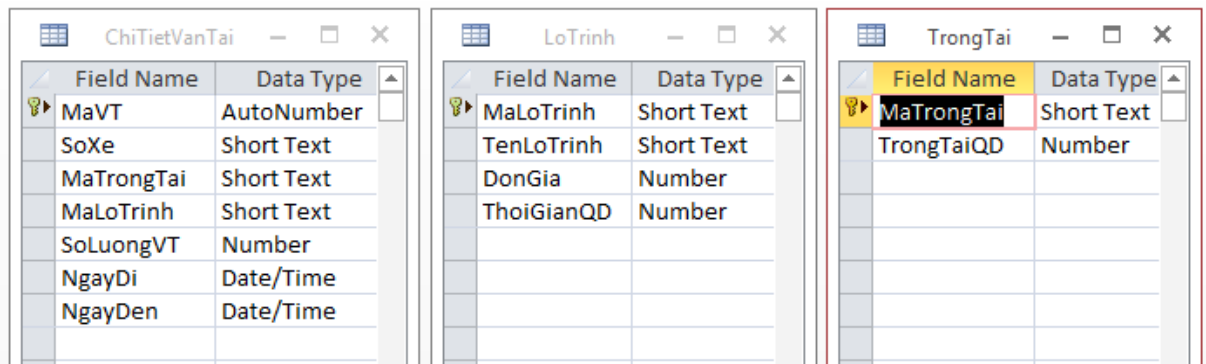 ChiTietVanTai
Field Name Data Type
MaVT AutoNumber
SoXe Short Text
MaTrongTai Short Text
MaLoTrinh Short Text
SoLuongVT Number
NgayDi Date/Time
NgayDen Date/Time
LoTrinh
Field Name Data Type
MaLoTrinh Short Text
TenLoTrinh Short Text
DonGia Number
ThoiGianQD Number
TrongTai
Field Name Data Type
MaTrongTai Short Text
TrongTaiQD Number